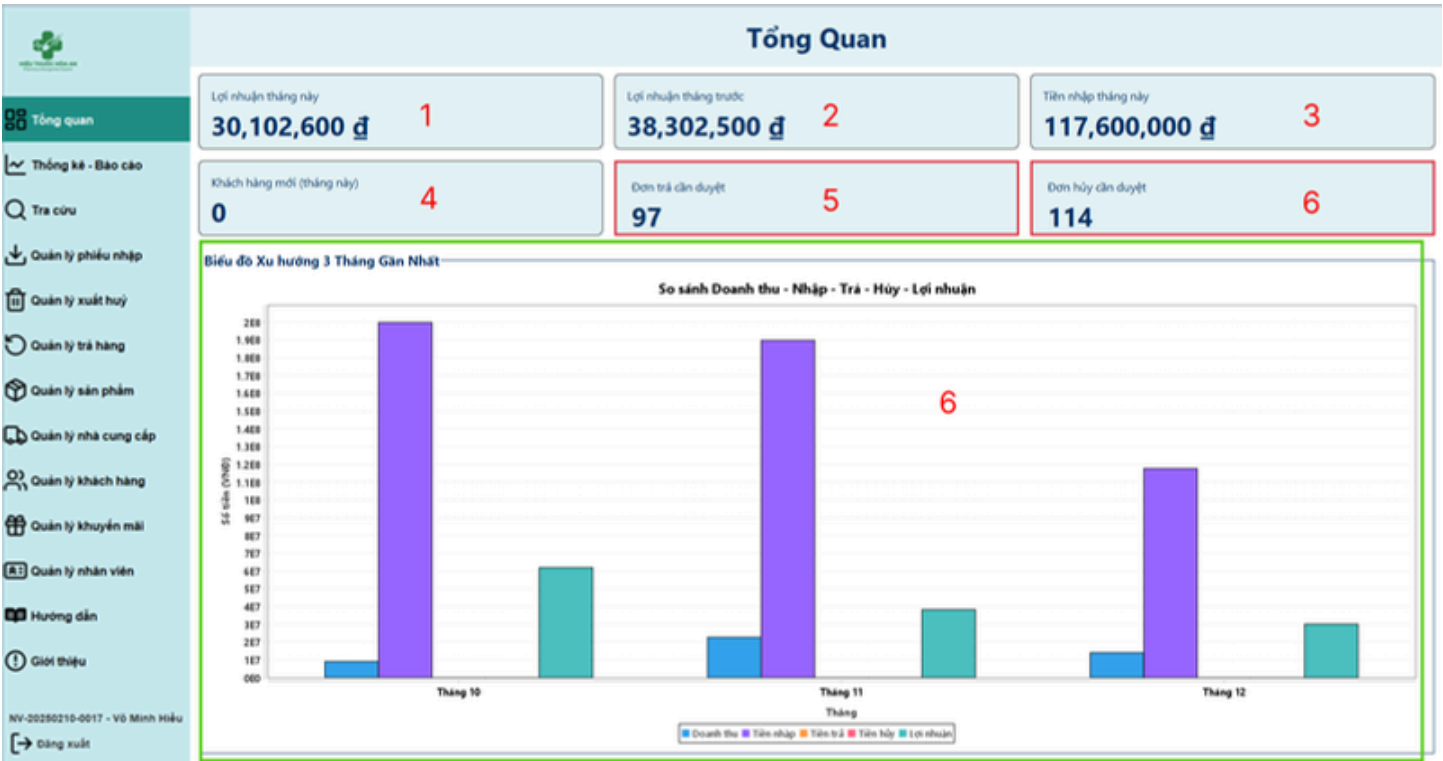 Tổng Quan
HIỆU THUỐC HÒA AN
Lợi nhuận tháng này
30,102,600 ₫
1
Lợi nhuận tháng trước
38,302,500 ₫
2
Tiền nhập tháng này
117,600,000 ₫
3
Khách hàng mới (tháng này)
0
4
Đơn trả cần duyệt
97
5
Đơn hủy cần duyệt
114
6
Tổng quan
Thống kê - Báo cáo
Tra cứu
Quản lý phiếu nhập
Quản lý xuất huỷ
Quản lý trả hàng
Quản lý sản phẩm
Quản lý nhà cung cấp
Quản lý khách hàng
Quản lý khuyến mãi
Quản lý nhân viên
Hướng dẫn
Giới thiệu
NV-20250210-0017 - Võ Minh Hiếu
Đăng xuất
Biểu đồ Xu hướng 3 Tháng Gần Nhất
So sánh Doanh thu - Nhập - Trả - Hủy - Lợi nhuận
2E8
1.9E8
1.8E8
1.7E8
1.6E8
1.5E8
1.4E8
1.3E8
1.2E8
1.1E8
1E8
9E7
8E7
7E7
6E7
5E7
4E7
3E7
2E7
1E7
0E0
Số tiền (VNĐ)
6
Tháng 10
Tháng 11
Tháng 12
Tháng
Doanh thu
Tiền nhập
Tiền trả
Tiền hủy
Lợi nhuận